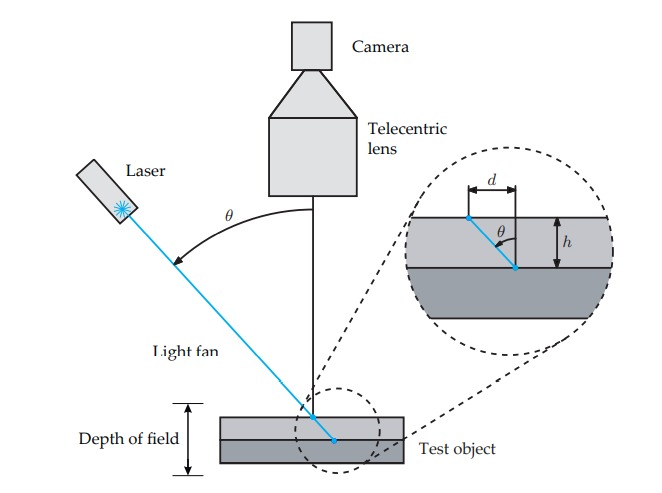 Camera
Telecentric
lens
Laser
θ
d
θ
h
Light fan
Depth of field
Test object